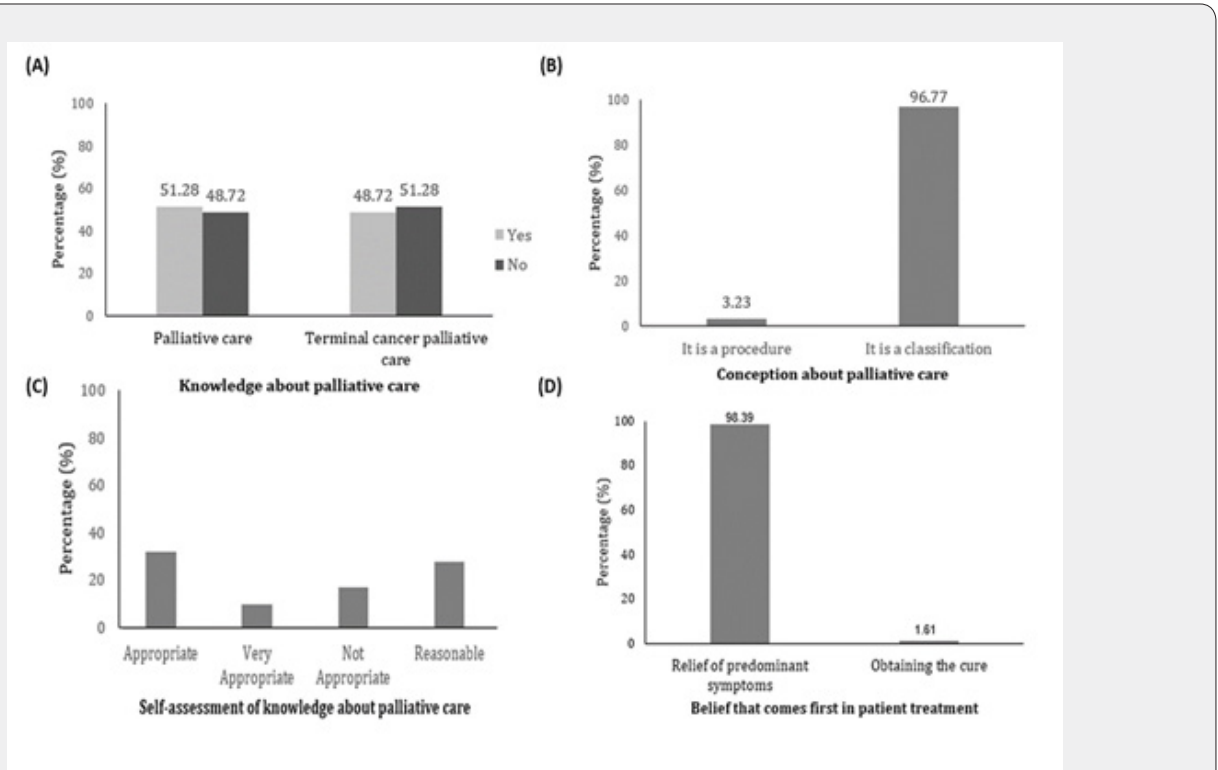 (A)
100
80
60
40
20
0
Percentage (%)
51.28 48.72
48.72 51.28
Yes
No
Palliative care
Terminal cancer palliative
care
Knowledge about palliative care
(B)
100
80
60
40
20
0
Percentage (%)
3.23
96.77
It is a procedure
It is a classification
Conception about palliative care
(C)
100
80
60
40
20
0
Percentage (%)
Appropriate
Very
Appropriate
Not
Appropriate
Reasonable
Self-assessment of knowledge about palliative care
(D)
100
80
60
40
20
0
Percentage (%)
98.39
1.61
Relief of predominant
symptoms
Obtaining the cure
Belief that comes first in patient treatment